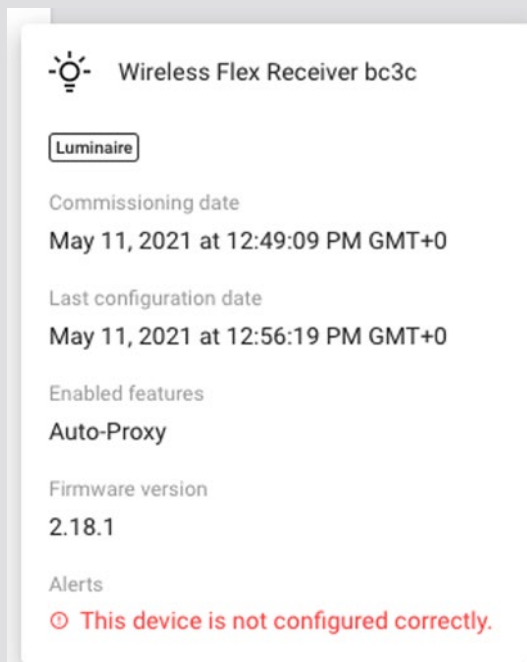 Wireless Flex Receiver bc3c
Luminaire
Commissioning date
May 11, 2021 at 12:49:09 PM GMT+0
Last configuration date
May 11, 2021 at 12:56:19 PM GMT+0
Enabled features
Auto-Proxy
Firmware version
2.18.1
Alerts
This device is not configured correctly.